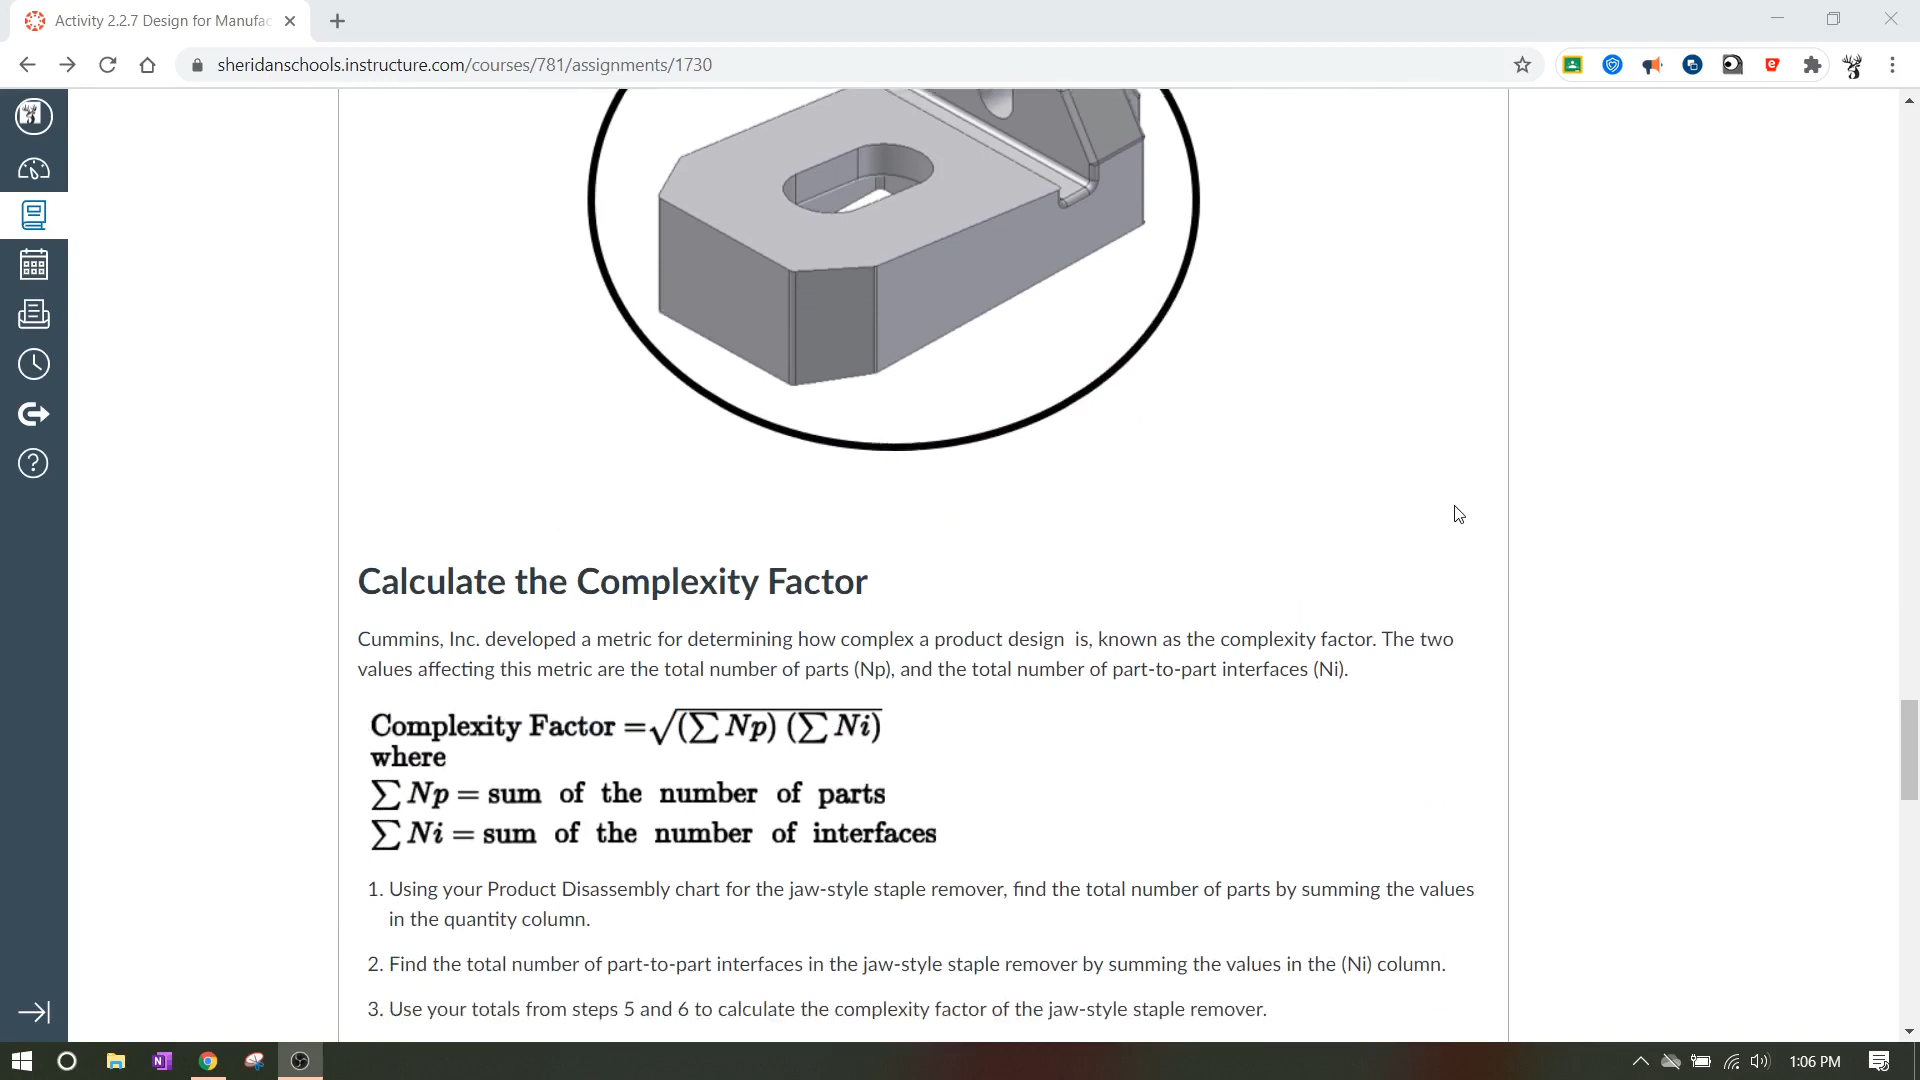 Activity 2.2.7 Design for Manufac
sheridanschools.instructure.com/courses/781/assignments/1730
Calculate the Complexity Factor
Cummins, Inc. developed a metric for determining how complex a product design is, known as the complexity factor. The two
values affecting this metric are the total number of parts (Np), and the total number of part-to-part interfaces (Ni).
Complexity Factor =√(∑ Np) (∑ Ni)
where
∑ Np = sum of the number of parts
∑ Ni = sum of the number of interfaces
1. Using your Product Disassembly chart for the jaw-style staple remover, find the total number of parts by summing the values
in the quantity column.
2. Find the total number of part-to-part interfaces in the jaw-style staple remover by summing the values in the (Ni) column.
3. Use your totals from steps 5 and 6 to calculate the complexity factor of the jaw-style staple remover.
1:06 PM